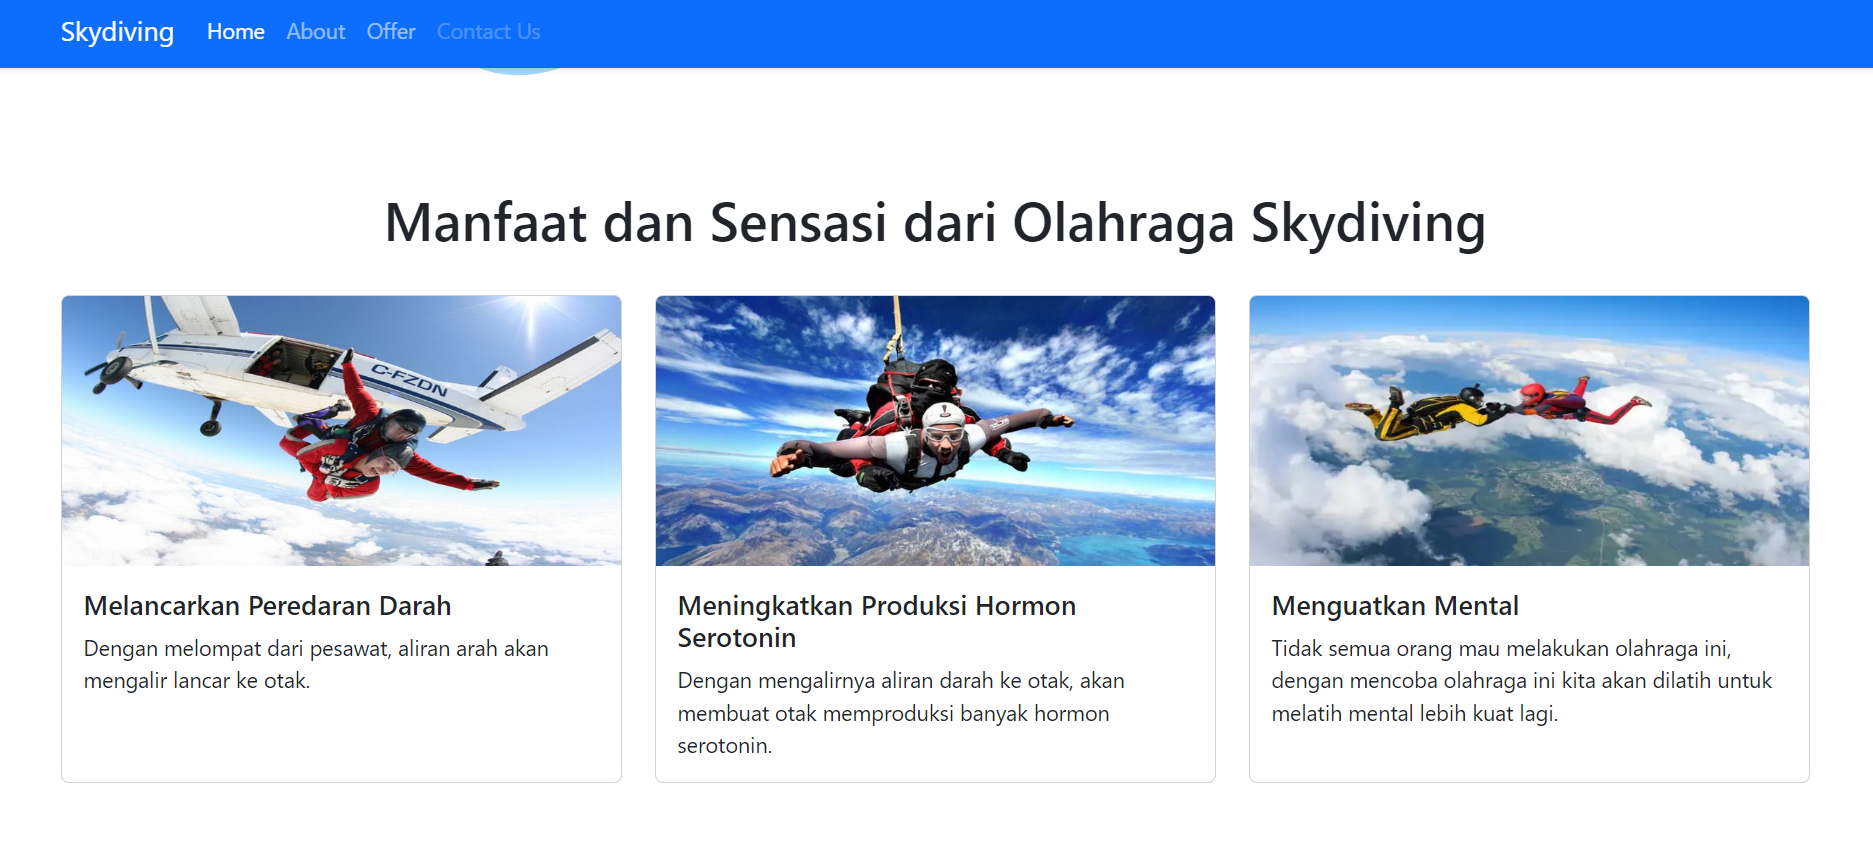 Skydiving Home About Offer Contact Us
Manfaat dan Sensasi dari Olahraga Skydiving
C-FZDN
Melancarkan Peredaran Darah
Dengan melompat dari pesawat, aliran arah akan
mengalir lancar ke otak.
Meningkatkan Produksi Hormon
Serotonin
Dengan mengalirnya aliran darah ke otak, akan
membuat otak memproduksi banyak hormon
serotonin.
Menguatkan Mental
Tidak semua orang mau melakukan olahraga ini,
dengan mencoba olahraga ini kita akan dilatih untuk
melatih mental lebih kuat lagi.